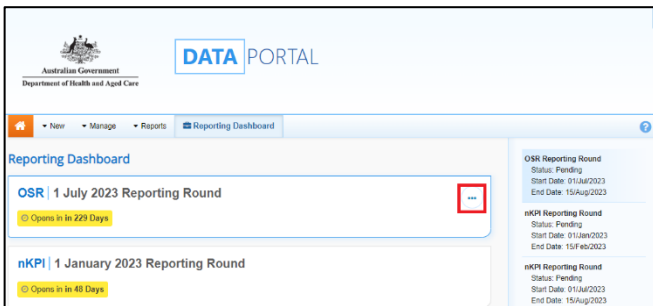 Australian Government
Department of Health and Aged Care
DATA PORTAL
New Manage Reports Reporting Dashboard
Reporting Dashboard
OSR | 1 July 2023 Reporting Round
...
Opens in in 229 Days
nKPI | 1 January 2023 Reporting Round
Opens in in 48 Days
?
OSR Reporting Round
Status: Pending
Start Date: 01/Jul/2023
End Date: 15/Aug/2023
nKPI Reporting Round
Status: Pending
Start Date: 01/Jan/2023
End Date: 15/Feb/2023
nKPI Reporting Round
Status: Pending
Start Date: 01/Jul/2023
End Date: 15/Aug/2023